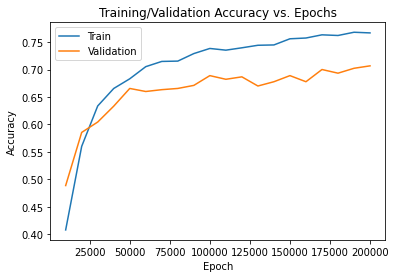 Training/Validation Accuracy vs. Epochs
Train
Validation
Accuracy
0.75
0.70
0.65
0.60
0.55
0.50
0.45
0.40
25000 50000 75000 100000 125000 150000 175000 200000
Epoch